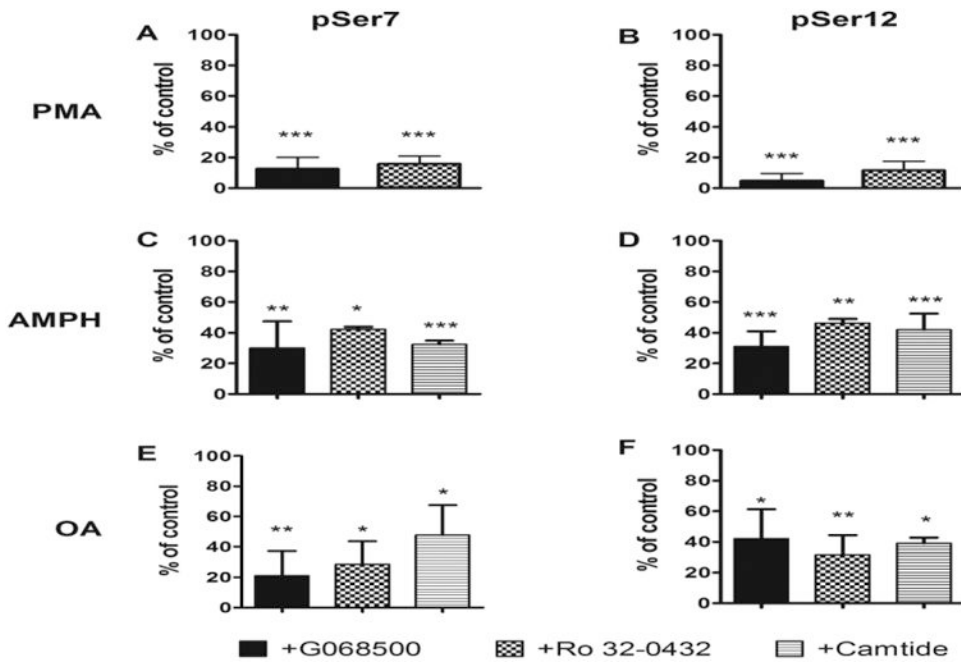 pSer7
pSer12
PMA
A
% of control
100
80
60
40
20
0
***
***
B
% of control
100
80
60
40
20
0
***
***
AMPH
C
% of control
100
80
60
40
20
0
**
*
***
D
% of control
100
80
60
40
20
0
***
**
***
OA
E
% of control
100
80
60
40
20
0
**
*
*
F
% of control
100
80
60
40
20
0
*
**
*
+G068500
+Ro 32-0432
+Camtide